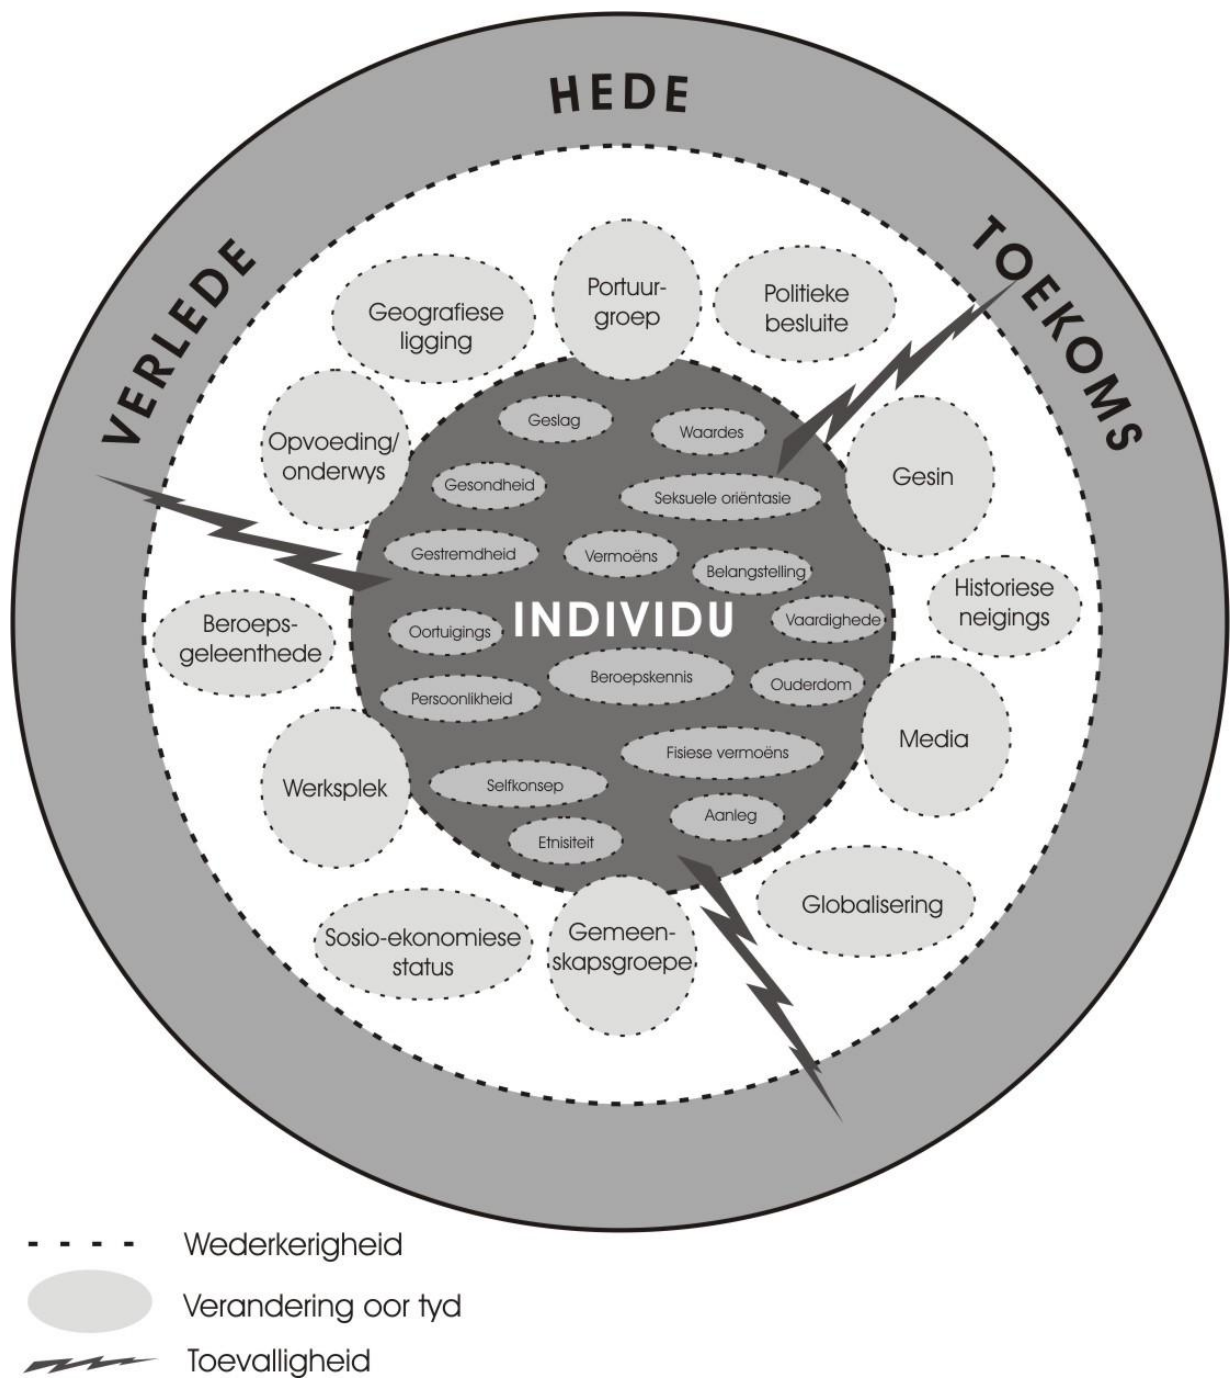 HEDE
VERLEDE
TOEKOMS
Portuur-
groep
Politieke
besluite
Geografiese
ligging
Opvoeding/
onderwys
Gesin
Historiese
neigings
Beroeps-
geleenthede
Media
Werksplek
Globalisering
Sosio-ekonomiese
status
Gemeen-
skapsgroepe
Geslag
Waardes
Gesondheid
Seksuele oriëntasie
Gestremdheid
Vermoëns
Belangstelling
INDIVIDU
Vaardighede
Oortuigings
Beroepskennis
Ouderdom
Persoonlikheid
Fisiese vermoëns
Selfkonsep
Aanleg
Etnisiteit
Wederkerigheid
Verandering oor tyd
Toevalligheid